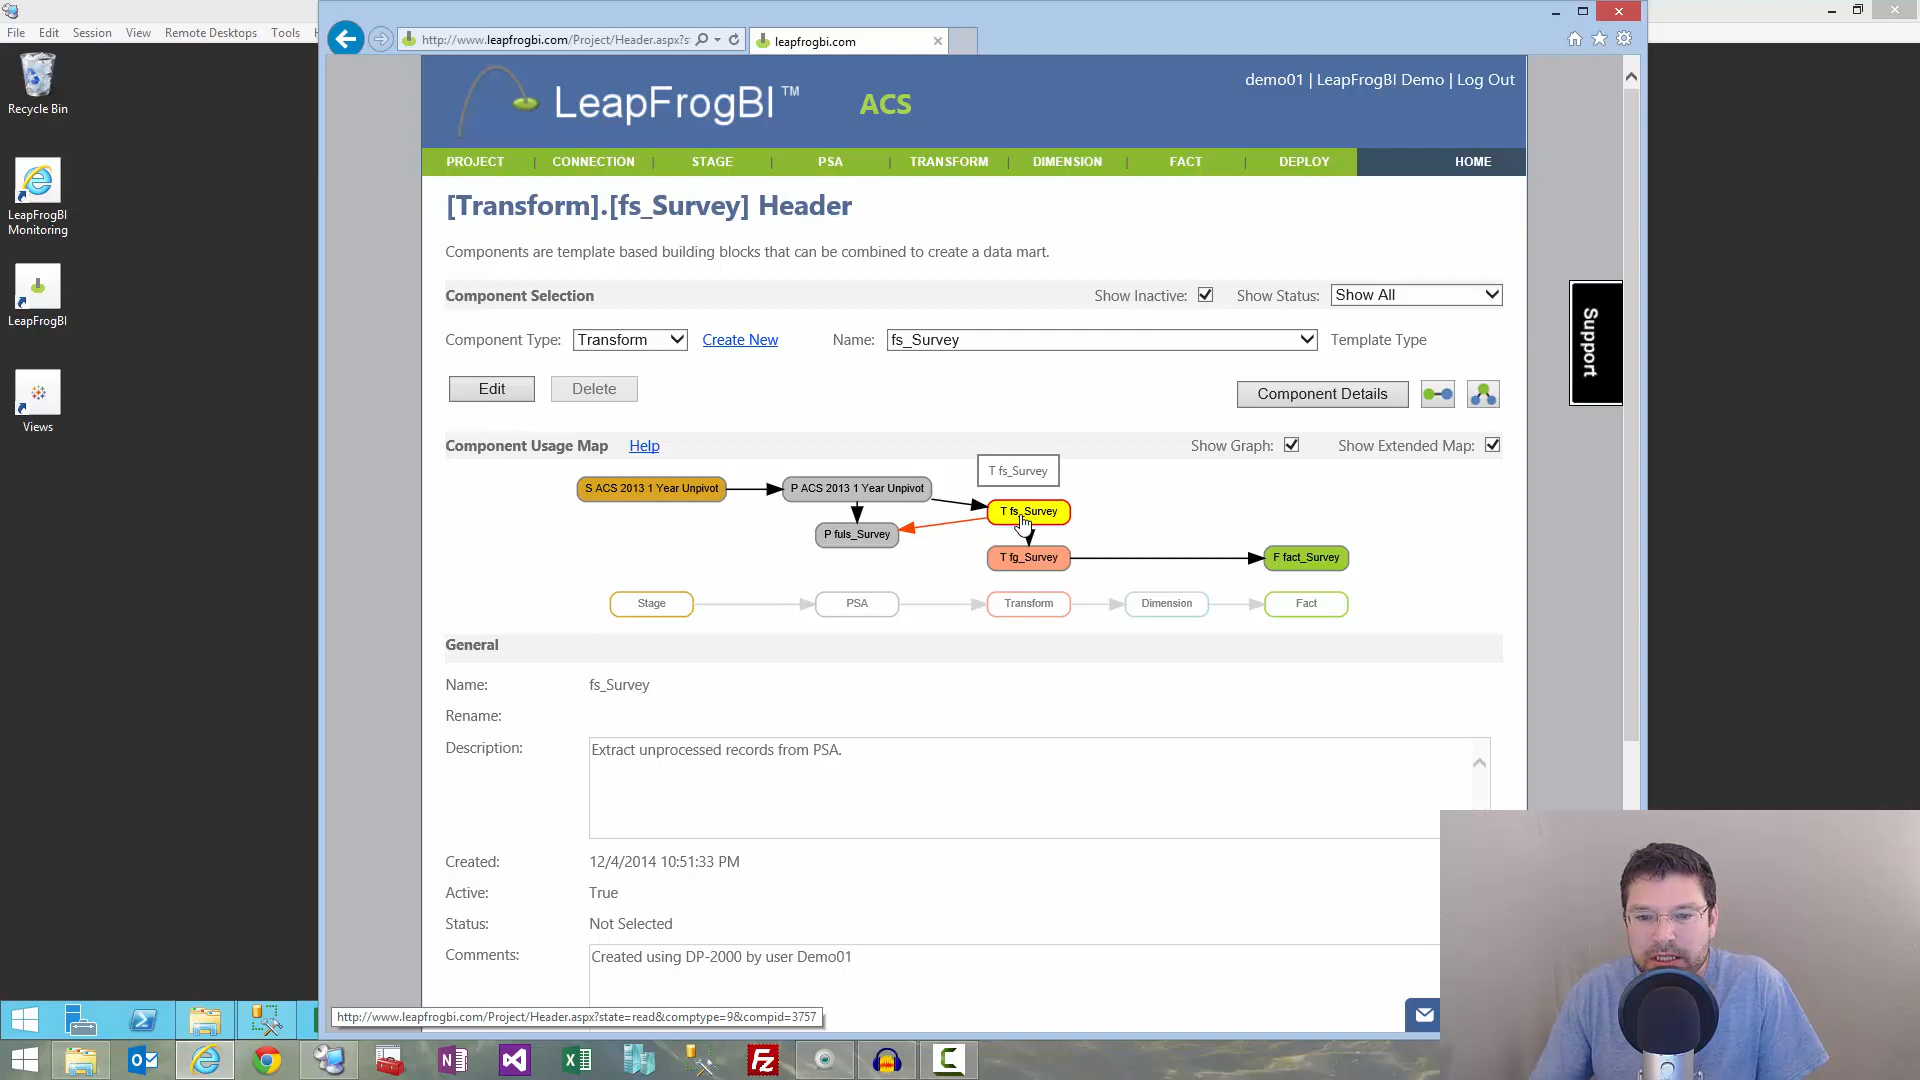 File Edit Session View Remote Desktops Tools
http://www.leapfrogbi.com/Project/Header.aspx?s
leapfrogbi.com
Recycle Bin
LeapFrogBI
Monitoring
LeapFrogBI
Views
LeapFrogBI™
ACS
demo01 | LeapFrogBI Demo | Log Out
PROJECT | CONNECTION | STAGE | PSA | TRANSFORM | DIMENSION | FACT | DEPLOY HOME
[Transform].[fs_Survey] Header
Components are template based building blocks that can be combined to create a data mart.
Component Selection Show Inactive: Show Status: Show All
Component Type: Transform Create New Name: fs_Survey Template Type
Edit Delete Component Details
Component Usage Map Help Show Graph: Show Extended Map:
T fs_Survey
S ACS 2013 1 Year Unpivot P ACS 2013 1 Year Unpivot
T fs_Survey
P fuls_Survey
T fg_Survey F fact_Survey
Stage PSA Transform Dimension Fact
General
Name: fs_Survey
Rename:
Description: Extract unprocessed records from PSA.
Created: 12/4/2014 10:51:33 PM
Active: True
Status: Not Selected
Comments: Created using DP-2000 by user Demo01
http://www.leapfrogbi.com/Project/Header.aspx?state=read&comptype=9&compid=3757
Support